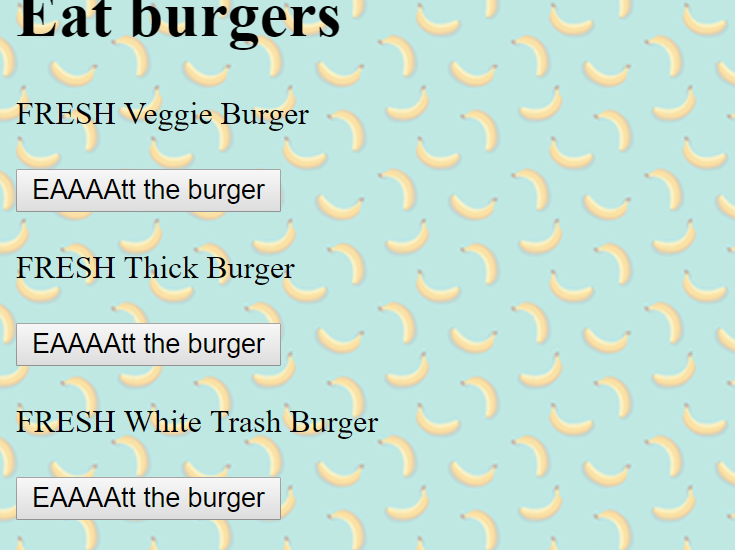 Eat burgers
FRESH Veggie Burger
EAAAAtt the burger
FRESH Thick Burger
EAAAAtt the burger
FRESH White Trash Burger
EAAAAtt the burger